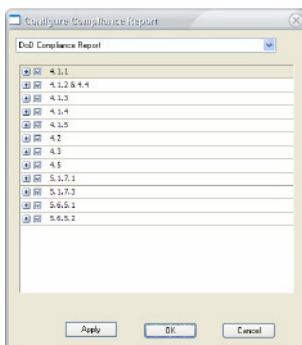 Configure Compliance Report
DoD Compliance Report
4.1.1
4.1.2 & 4.4
4.1.3
4.1.4
4.1.5
4.2
4.3
4.5
5.1.7.1
5.1.7.3
5.6.5.1
5.6.5.2
Apply
OK
Cancel